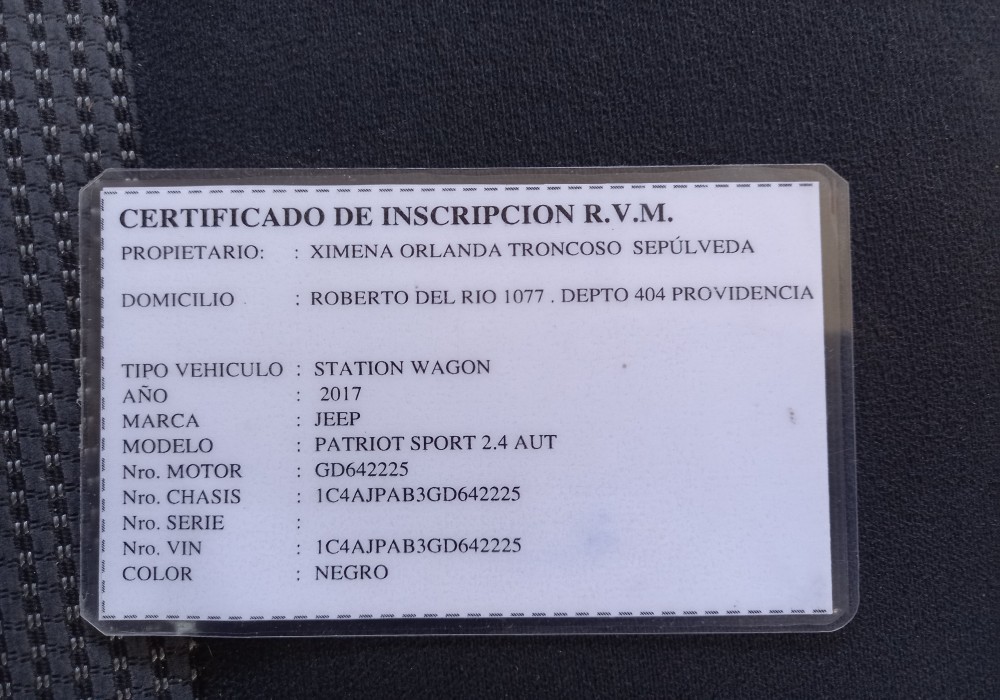 CERTIFICADO DE INSCRIPCION R.V.M.
PROPIETARIO: : XIMENA ORLANDA TRONCOSO SEPÚLVEDA
DOMICILIO : ROBERTO DEL RIO 1077 . DEPTO 404 PROVIDENCIA
TIPO VEHICULO : STATION WAGON
AÑO : 2017
MARCA : JEEP
MODELO : PATRIOT SPORT 2.4 AUT
Nro. MOTOR : GD642225
Nro. CHASIS : 1C4AJPAB3GD642225
Nro. SERIE :
Nro. VIN : 1C4AJPAB3GD642225
COLOR : NEGRO